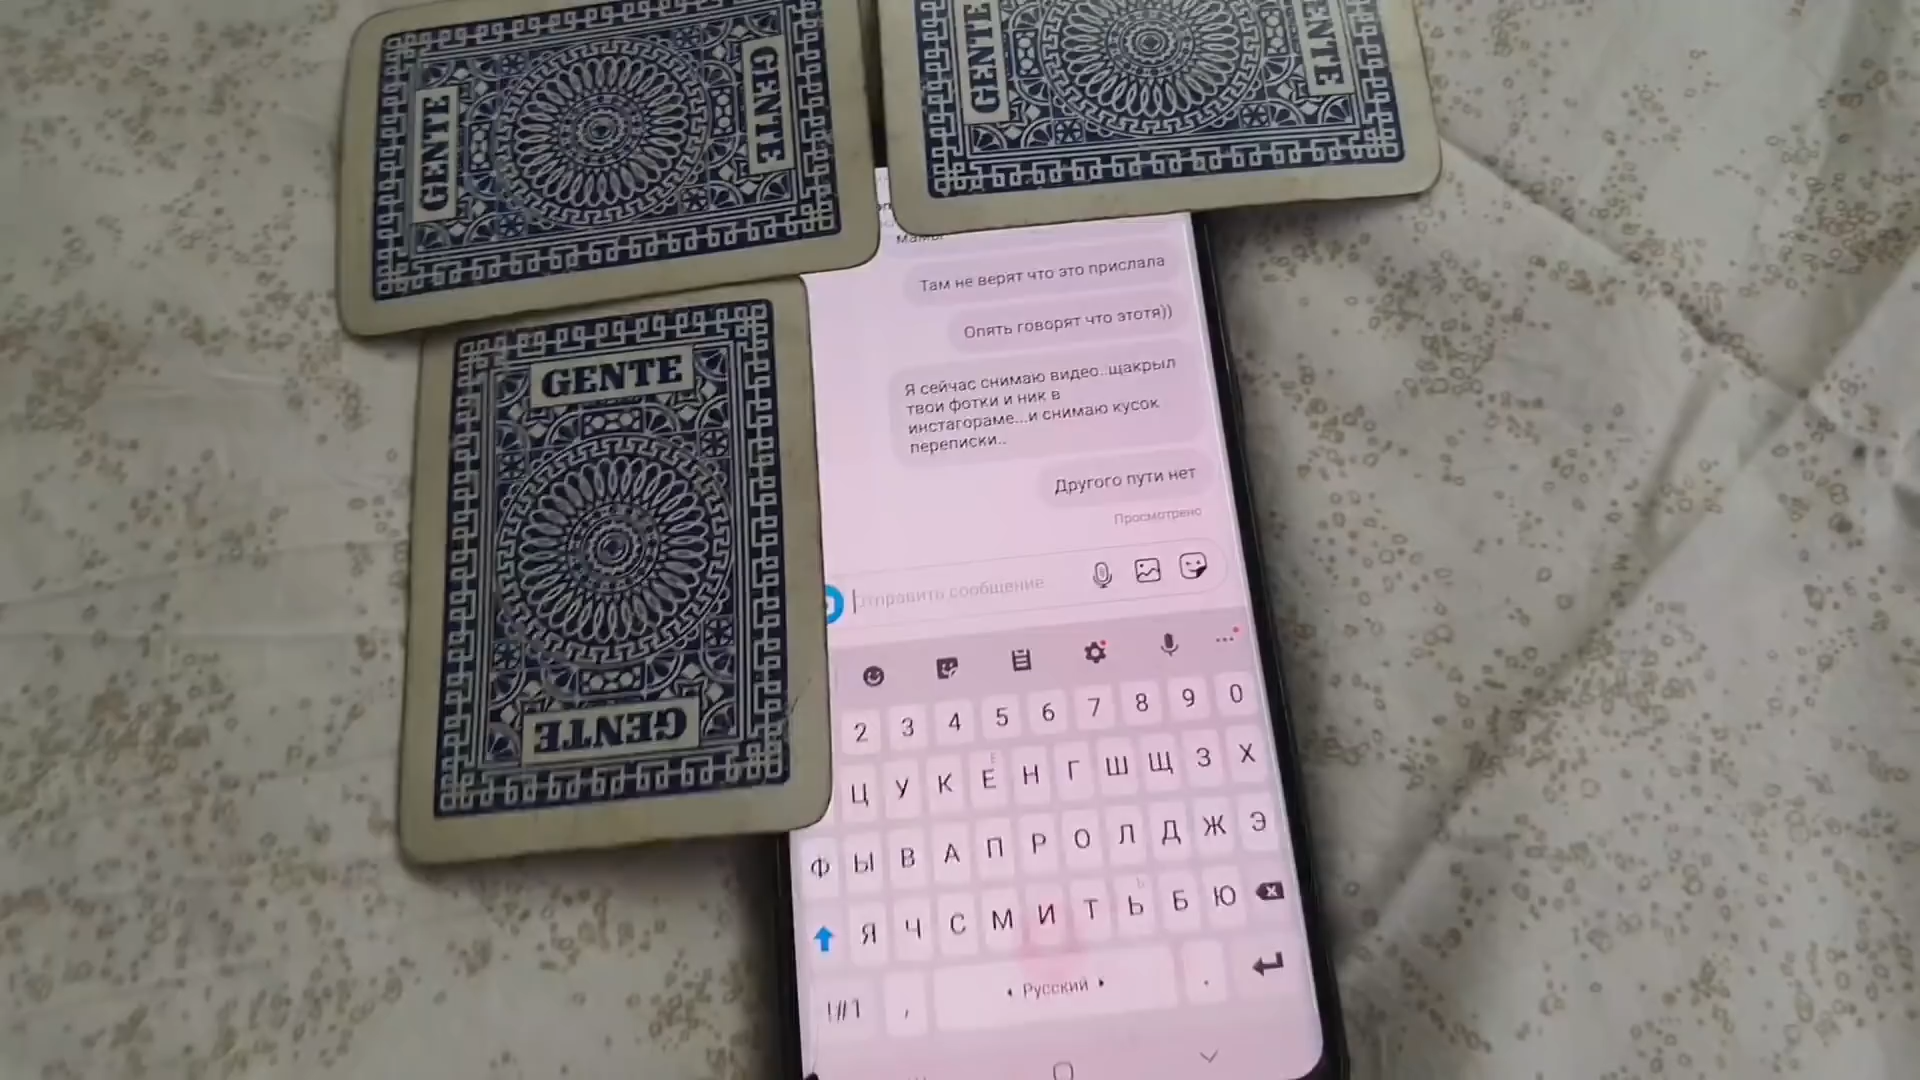 GENTE
GENTE
GENTE
GENTE
мамы
Там не верят что это прислала
Опять говорят что этотя))
Я сейчас снимаю видео..щакрыл
твои фотки и ник в
инстагораме...и снимаю кусок
переписки..
Другого пути нет
Просмотрено
GENTE
GENTE
Отправить сообщение
2 3 4 5 6 7 8 9 0
Ц У К Е Н Г Ш Щ З Х
Ф Ы В А П Р О Л Д Ж Э
Я Ч С М И Т Ь Б Ю
!#1 , Русский .